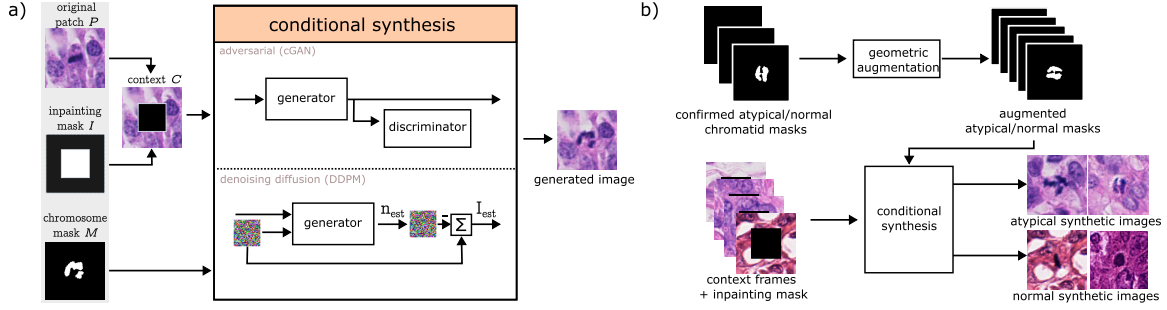 a)
original
patch P
context C
inpainting
mask I
chromosome
mask M
conditional synthesis
adversarial (cGAN)
generator
discriminator
denoising diffusion (DDPM)
generator
n_est
Σ
I_est
generated image
b)
confirmed atypical/normal
chromatid masks
geometric
augmentation
augmented
atypical/normal masks
context frames
+ inpainting mask
conditional
synthesis
atypical synthetic images
normal synthetic images